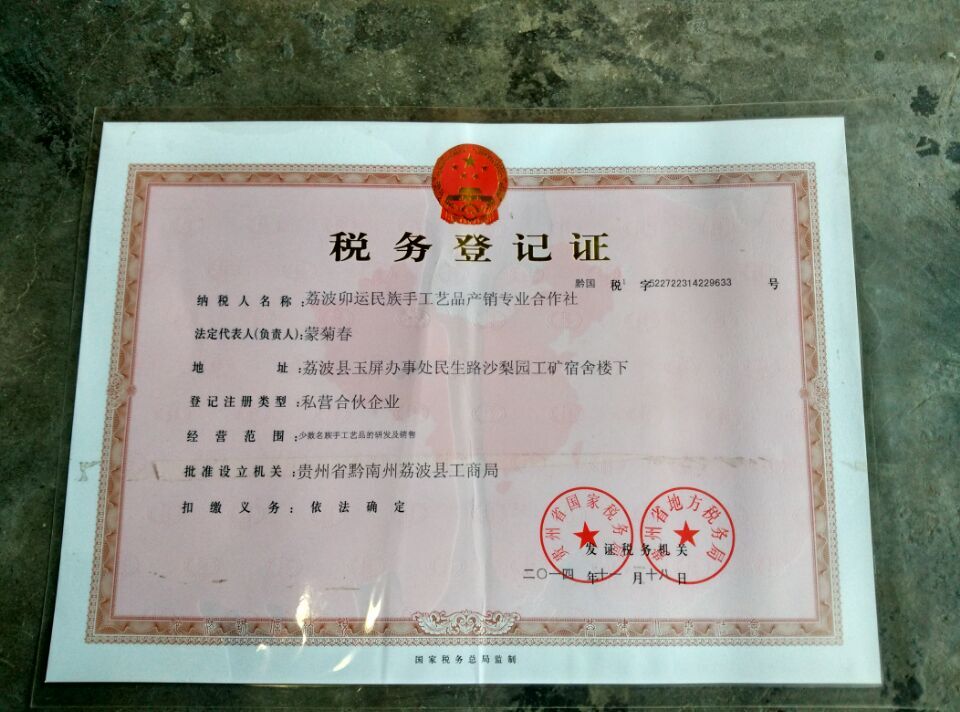 税务登记证
黔国 税 字522722314229633 号
纳税人名称:荔波卯运民族手工艺品产销专业合作社
法定代表人(负责人):蒙菊春
地 址:荔波县玉屏办事处民生路沙梨园工矿宿舍楼下
登记注册类型:私营合伙企业
经营范围:少数名族手工艺品的研发及销售
批准设立机关:贵州省黔南州荔波县工商局
扣缴义务:依法确定
贵州省国家税务局
贵州省地方税务局
发证税务机关
二〇一四 年 十一 月 十八 日
国家税务总局监制